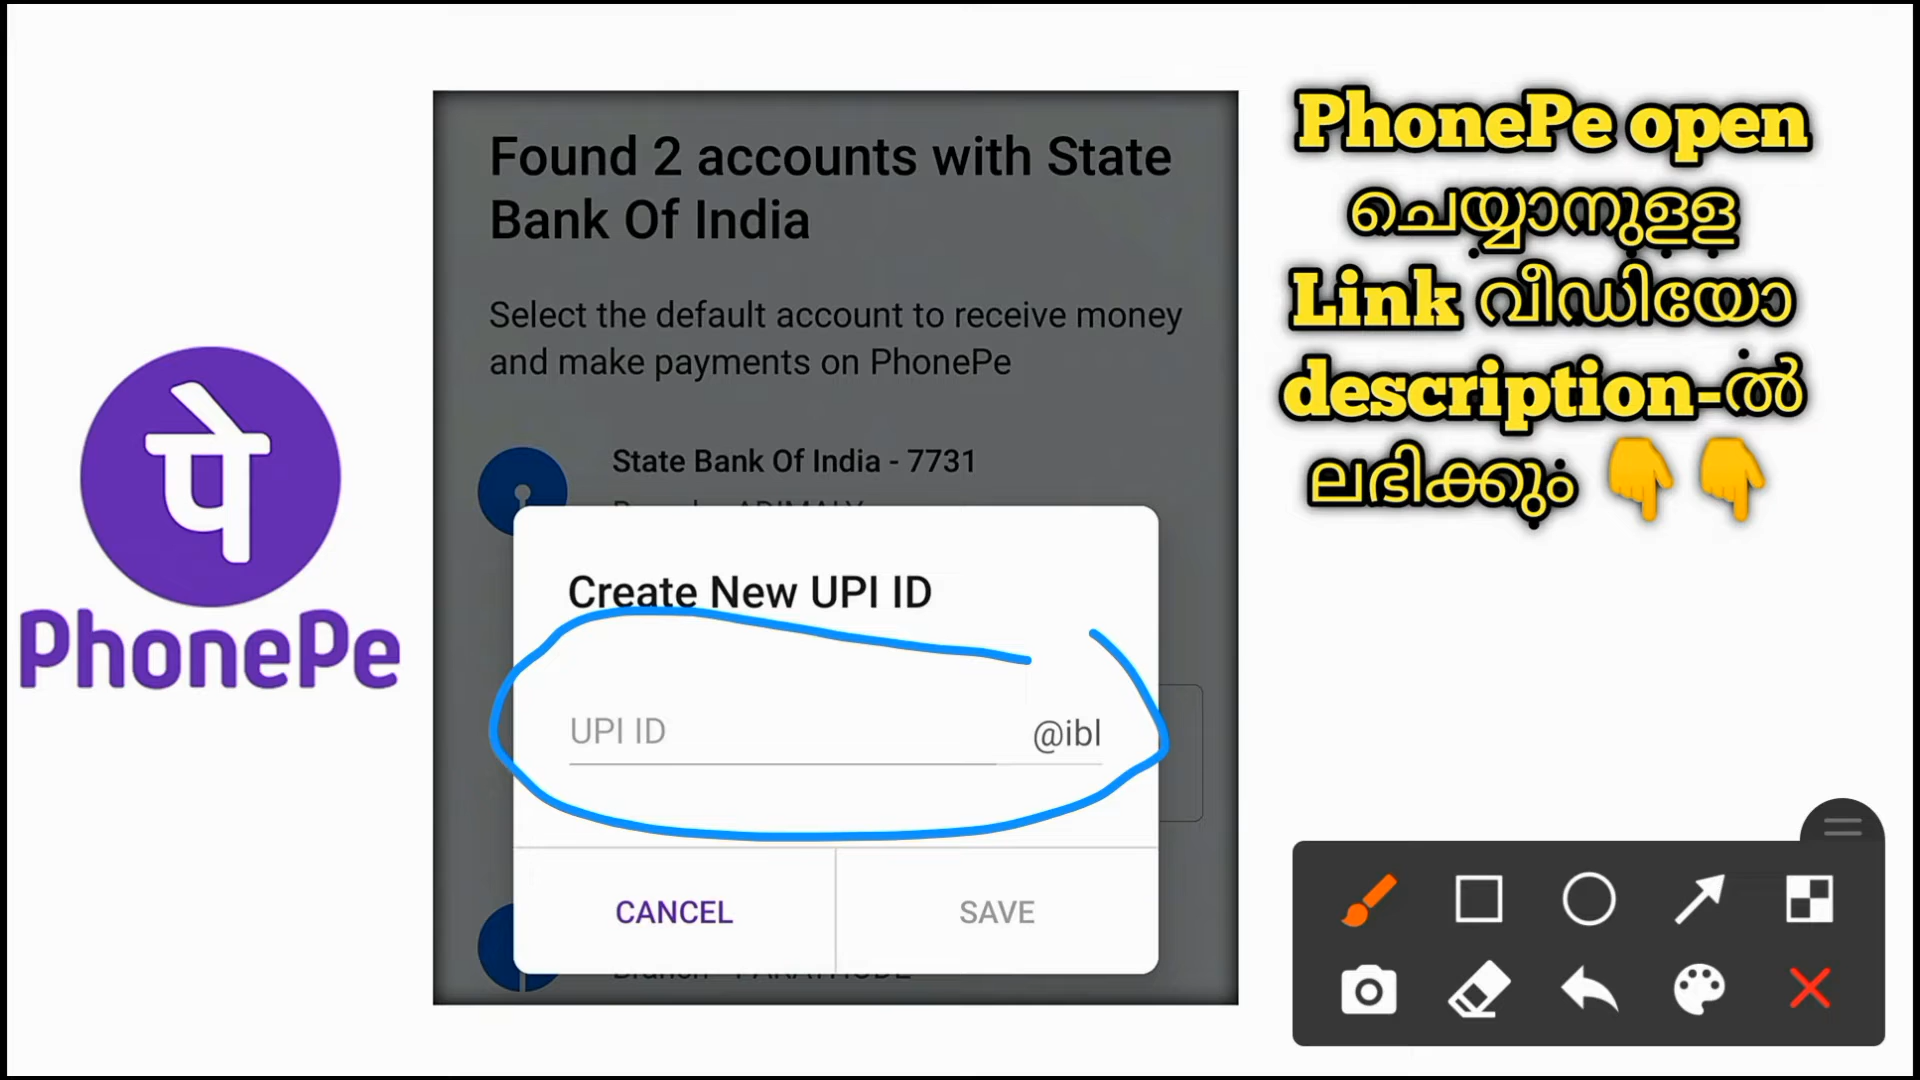 पे
PhonePe
Found 2 accounts with State
Bank Of India
Select the default account to receive money
and make payments on PhonePe
State Bank Of India - 7731
Create New UPI ID
UPI ID
@ibl
CANCEL
SAVE
PhonePe open
ചെയ്യാനുള്ള
Link വീഡിയോ
description-ൽ
ലഭിക്കും 👇👇